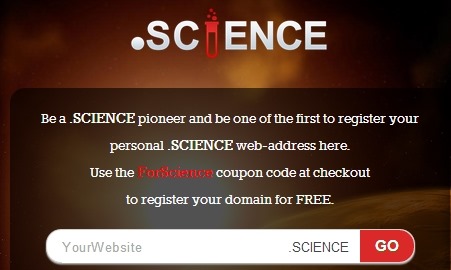 .SCIENCE
Be a .SCIENCE pioneer and be one of the first to register your
personal .SCIENCE web-address here.
Use the ForScience coupon code at checkout
to register your domain for FREE.
YourWebsite .SCIENCE GO